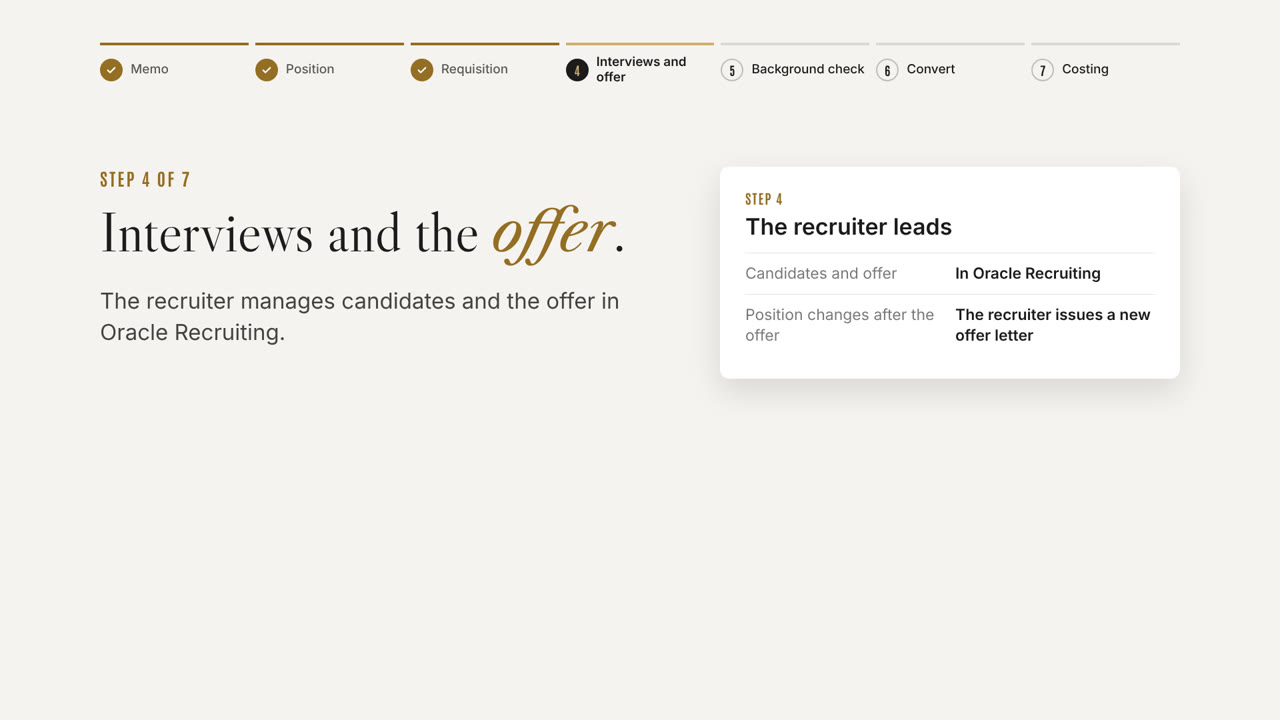 Memo
Position
Requisition
4
Interviews and
offer
5
Background check
6
Convert
7
Costing
STEP 4 OF 7
Interviews and the offer.
The recruiter manages candidates and the offer in
Oracle Recruiting.
STEP 4
The recruiter leads
Candidates and offer
In Oracle Recruiting
Position changes after the
offer
The recruiter issues a new
offer letter